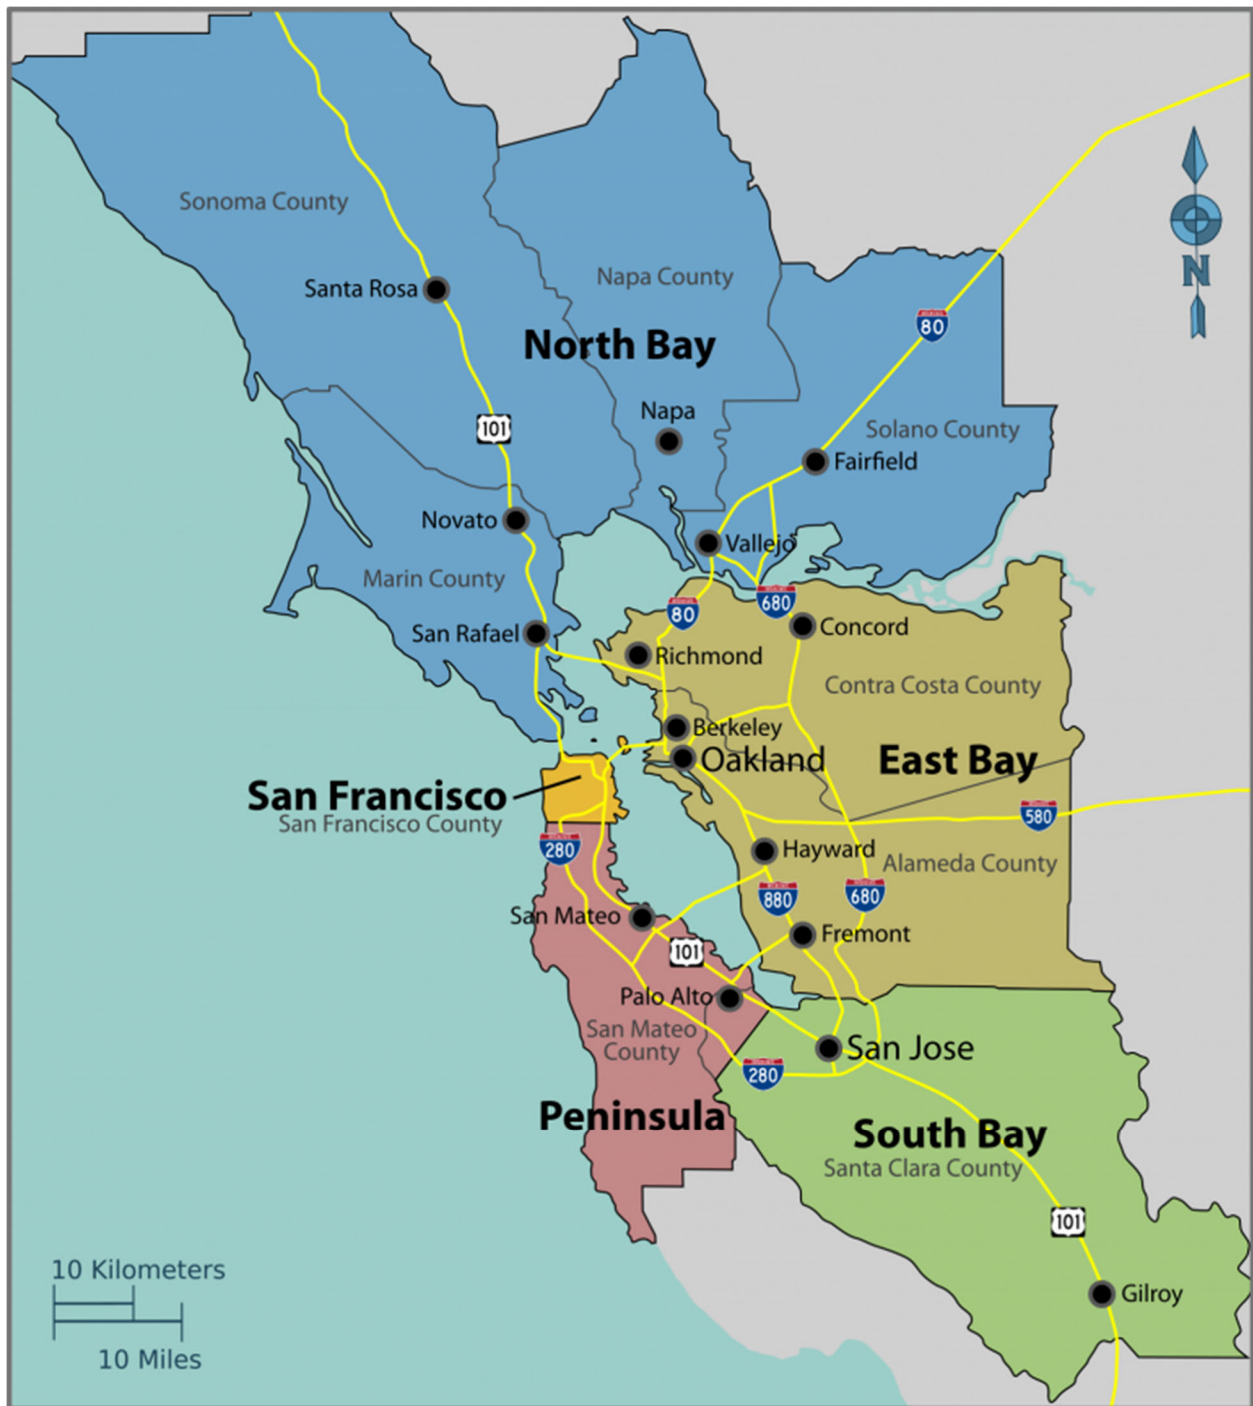 Sonoma County
Santa Rosa
Napa County
North Bay
N
80
Napa
101
Solano County
Fairfield
Novato
Vallejo
Marin County
80
680
San Rafael
Concord
Richmond
Contra Costa County
Berkeley
Oakland
East Bay
San Francisco
San Francisco County
580
280
Hayward
Alameda County
880
680
San Mateo
Fremont
101
Palo Alto
San Mateo
County
San Jose
280
Peninsula
South Bay
Santa Clara County
101
10 Kilometers
Gilroy
10 Miles